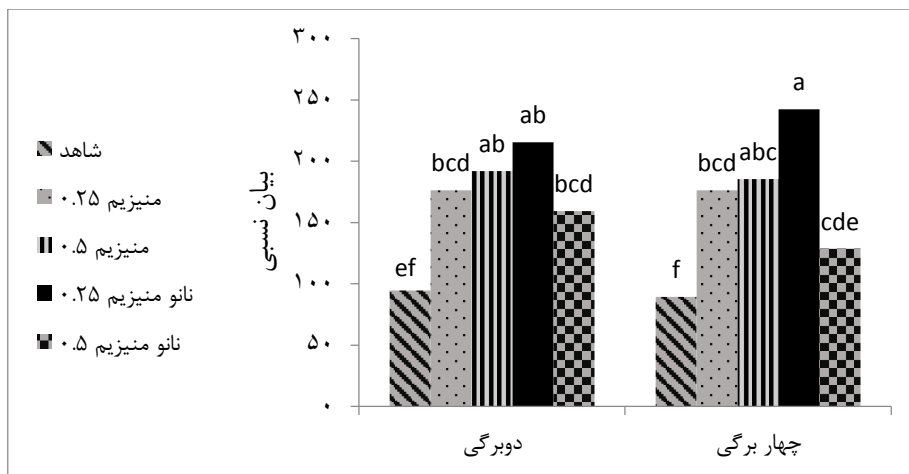 ۳۰۰
۲۵۰
۲۰۰
۱۵۰
۱۰۰
۵۰
۰
بیان نسبی
شاهد
منیزیم ۰.۲۵
منیزیم ۰.۵
نانو منیزیم ۰.۲۵
نانو منیزیم ۰.۵
ef
bcd
ab
ab
bcd
f
bcd
abc
a
cde
دوبرگی
چهار برگی